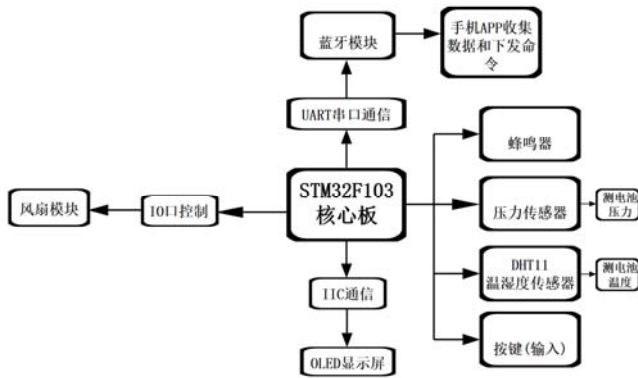 蓝牙模块
手机APP收集
数据和下发命
令
UART串口通信
蜂鸣器
STM32F103
核心板
风扇模块
IO口控制
压力传感器
测电池
压力
DHT11
温湿度传感器
测电池
温度
IIC通信
按键(输入)
OLED显示屏